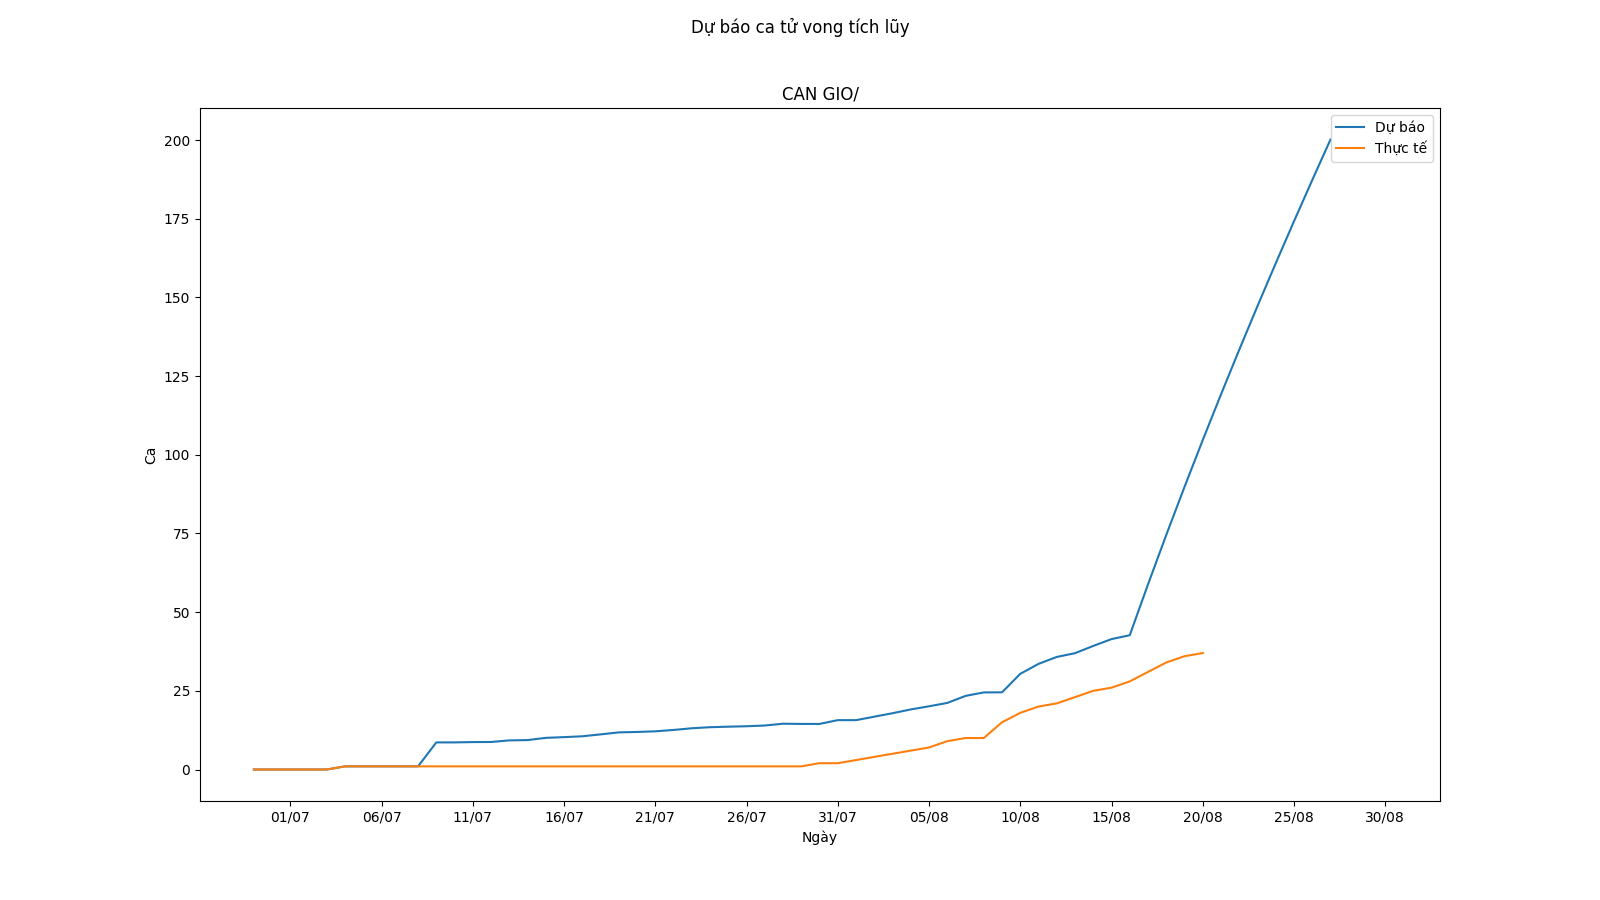 Dự báo ca tử vong tích lũy
CAN GIO/
Dự báo
Thực tế
200
175
150
125
100
75
50
25
0
Ca
01/07 06/07 11/07 16/07 21/07 26/07 31/07 05/08 10/08 15/08 20/08 25/08 30/08
Ngày